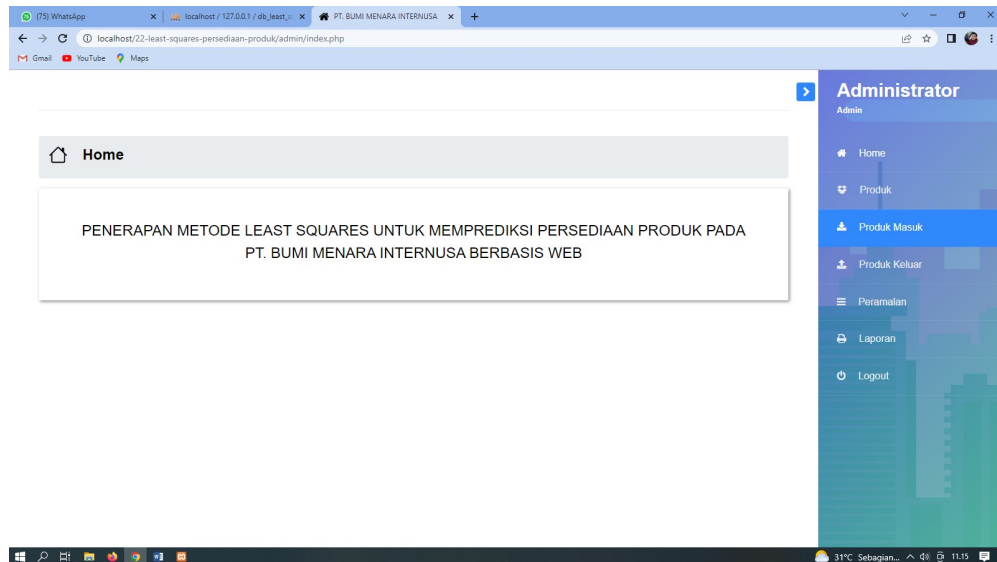 (75) WhatsApp
localhost / 127.0.0.1 / db_least_s
PT. BUMI MENARA INTERNUSA
localhost/22-least-squares-persediaan-produk/admin/index.php
Gmail
YouTube
Maps
Home
PENERAPAN METODE LEAST SQUARES UNTUK MEMPREDIKSI PERSEDIAAN PRODUK PADA
PT. BUMI MENARA INTERNUSA BERBASIS WEB
Administrator
Admin
Home
Produk
Produk Masuk
Produk Keluar
Peramalan
Laporan
Logout
31°C Sebagian...
11.15